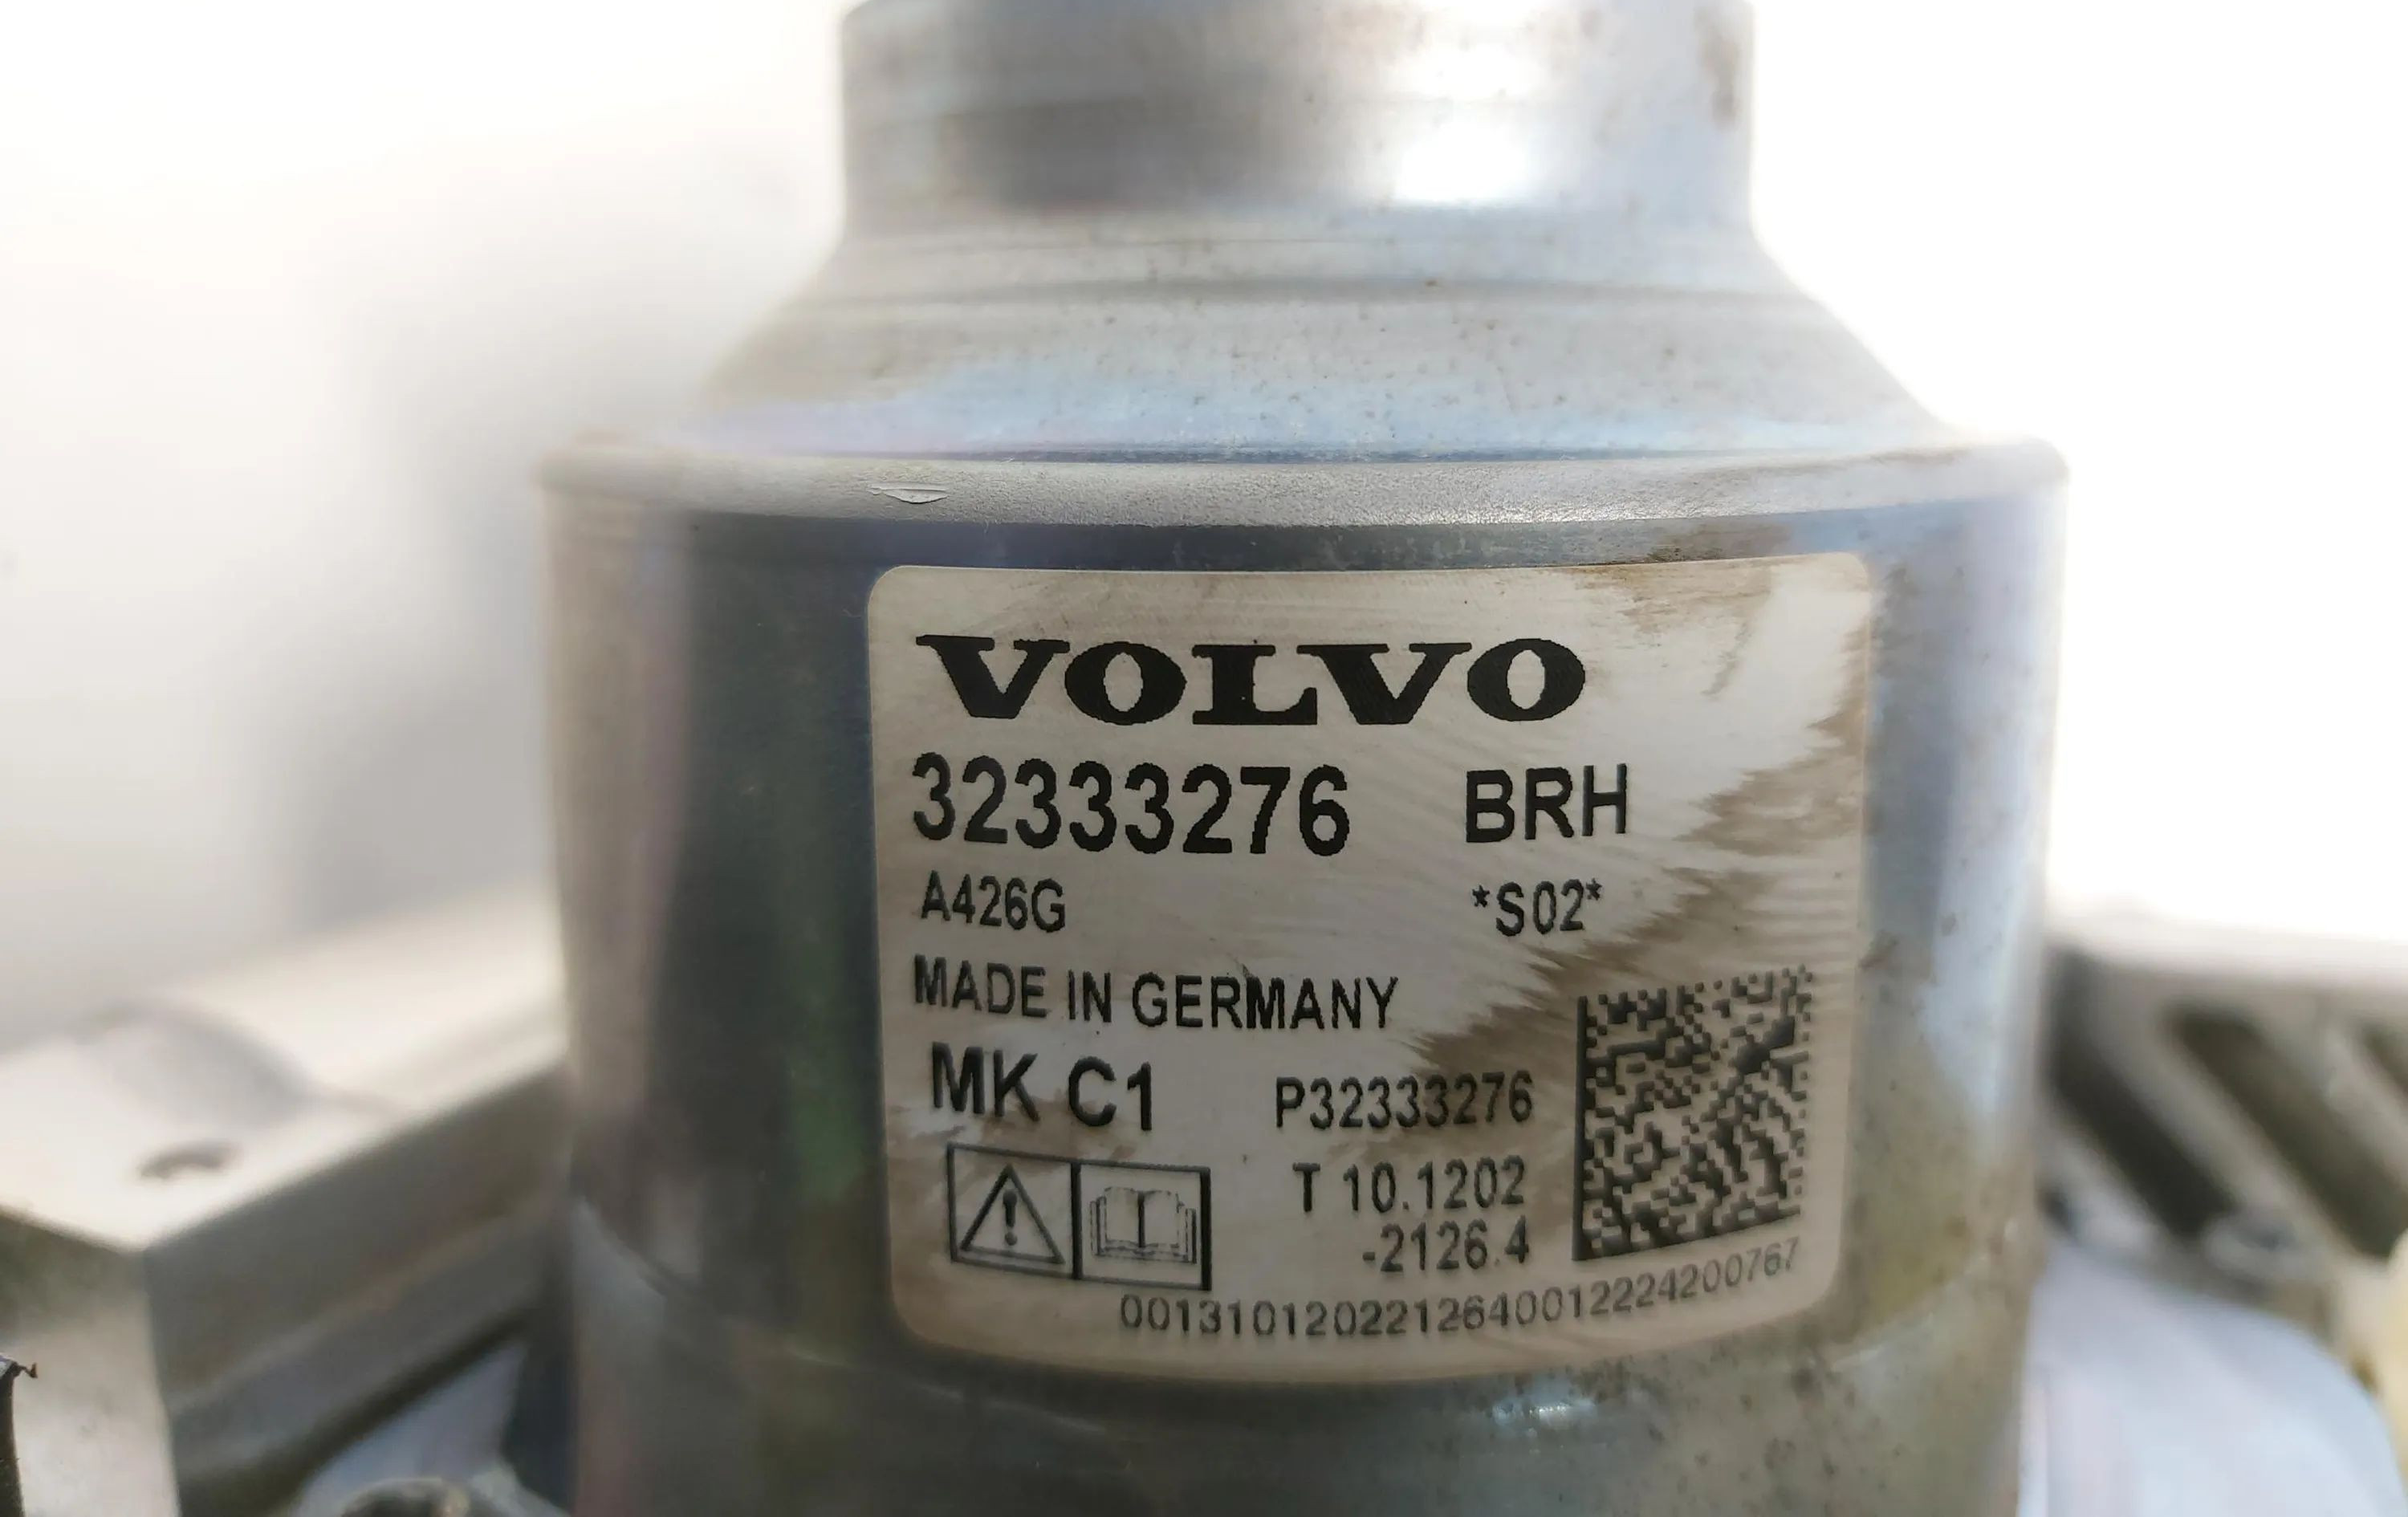 VOLVO
32333276 BRH
A426G *S02*
MADE IN GERMANY
MK C1 P32333276
T 10.1202
-2126.4
0013101202212640012224200767